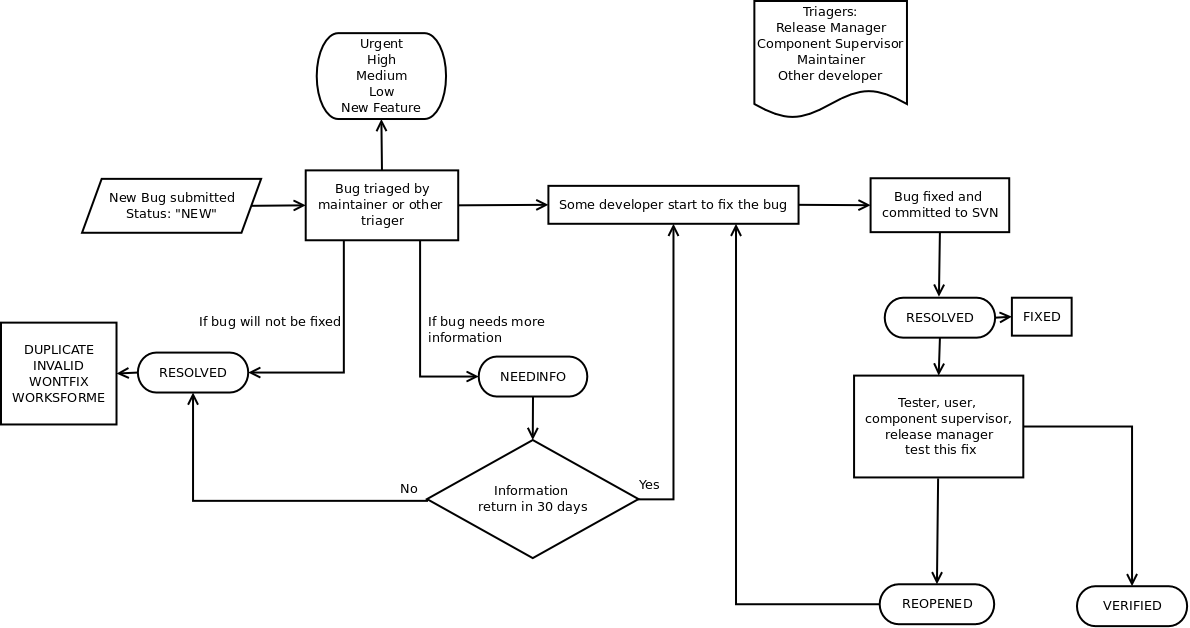 Triagers:
Release Manager
Component Supervisor
Maintainer
Other developer
Urgent
High
Medium
Low
New Feature
New Bug submitted
Status: "NEW"
Bug triaged by
maintainer or other
triager
Some developer start to fix the bug
Bug fixed and
committed to SVN
If bug will not be fixed
If bug needs more
information
RESOLVED
FIXED
DUPLICATE
INVALID
WONTFIX
WORKSFORME
RESOLVED
NEEDINFO
Tester, user,
component supervisor,
release manager
test this fix
No
Information
return in 30 days
Yes
REOPENED
VERIFIED